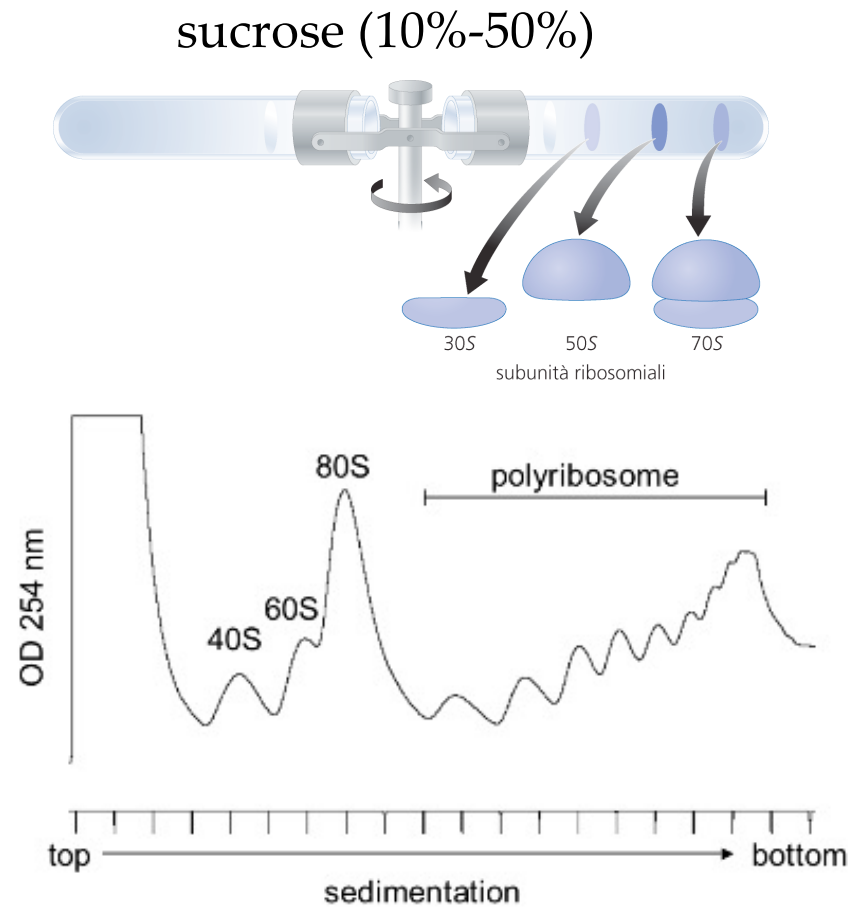 sucrose (10%-50%)
30S 50S 70S
subunità ribosomiali
80S
polyribosome
60S
40S
OD 254 nm
top bottom
sedimentation